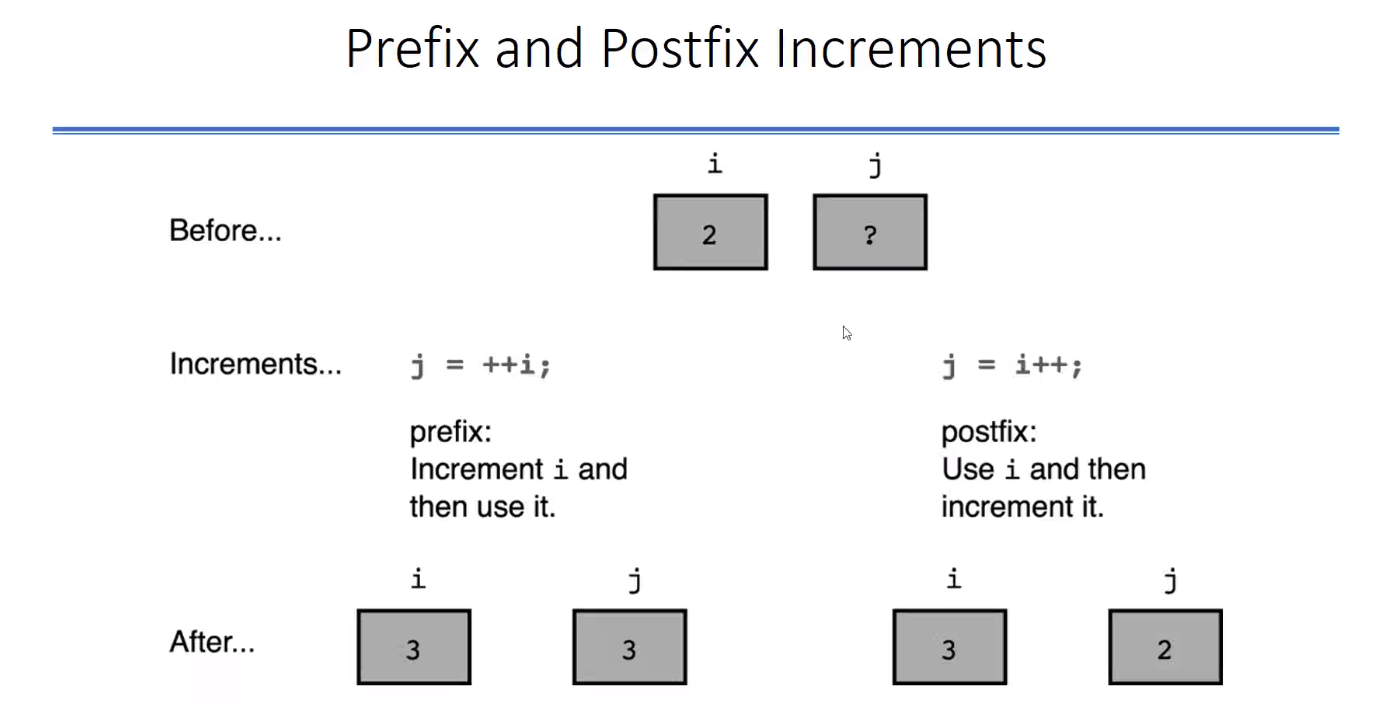 Prefix and Postfix Increments
i j
Before... 2 ?
Increments... j = ++i; j = i++;
prefix:
Increment i and
then use it.
postfix:
Use i and then
increment it.
i j i j
After... 3 3 3 2